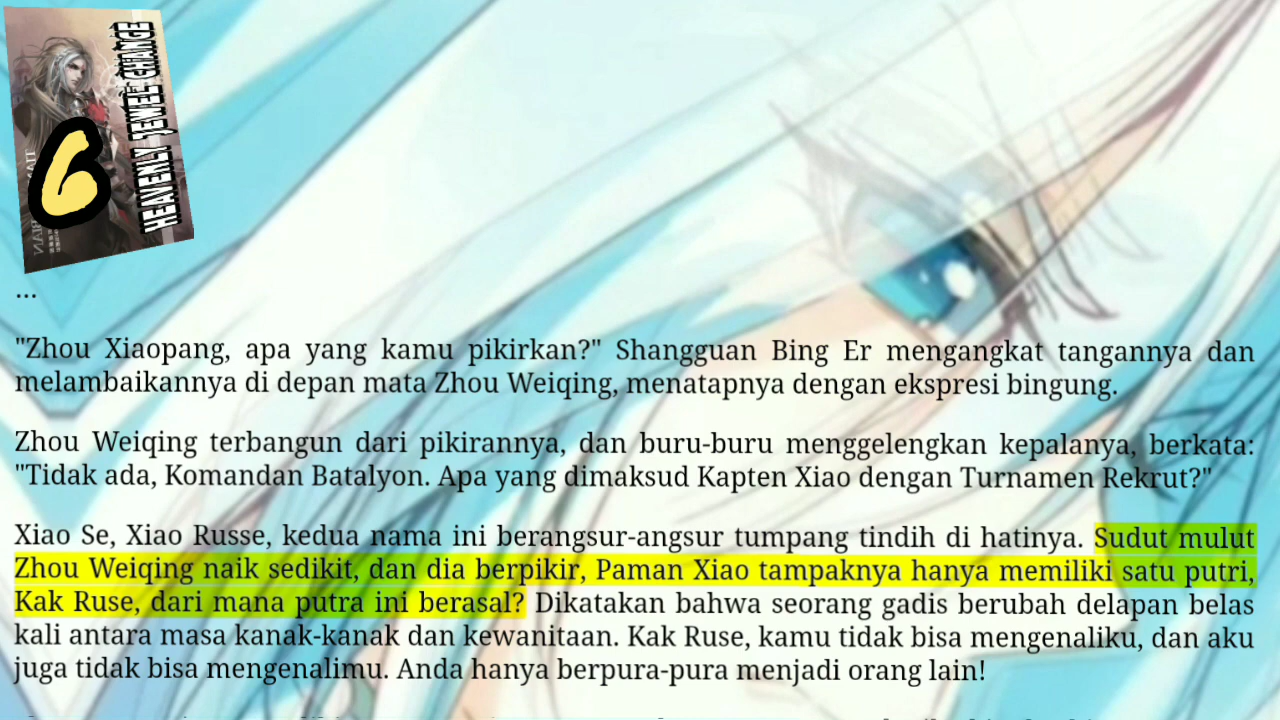 HEAVENLY JEWEL CHANGE
6
...
"Zhou Xiaopang, apa yang kamu pikirkan?" Shangguan Bing Er mengangkat tangannya dan
melambaikannya di depan mata Zhou Weiqing, menatapnya dengan ekspresi bingung.
Zhou Weiqing terbangun dari pikirannya, dan buru-buru menggelengkan kepalanya, berkata:
"Tidak ada, Komandan Batalyon. Apa yang dimaksud Kapten Xiao dengan Turnamen Rekrut?"
Xiao Se, Xiao Russe, kedua nama ini berangsur-angsur tumpang tindih di hatinya. Sudut mulut
Zhou Weiqing naik sedikit, dan dia berpikir, Paman Xiao tampaknya hanya memiliki satu putri,
Kak Ruse, dari mana putra ini berasal? Dikatakan bahwa seorang gadis berubah delapan belas
kali antara masa kanak-kanak dan kewanitaan. Kak Ruse, kamu tidak bisa mengenaliku, dan aku
juga tidak bisa mengenalimu. Anda hanya berpura-pura menjadi orang lain!